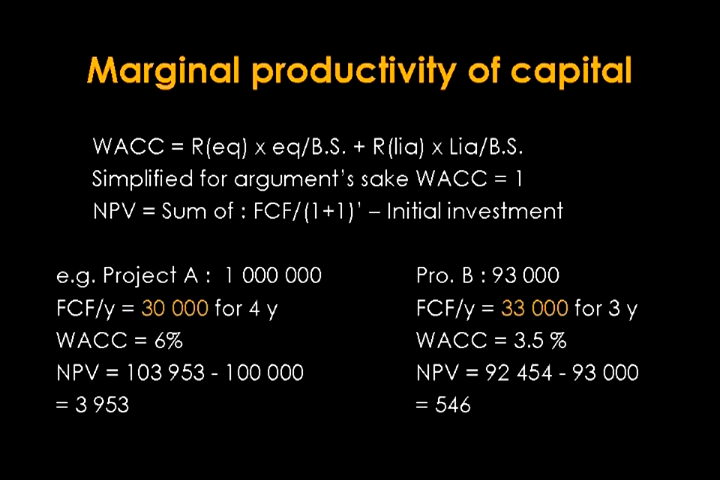 Marginal productivity of capital
WACC = R(eq) x eq/B.S. + R(lia) x Lia/B.S.
Simplified for argument's sake WACC = 1
NPV = Sum of : FCF/(1+1)' – Initial investment
e.g. Project A : 1 000 000
FCF/y = 30 000 for 4 y
WACC = 6%
NPV = 103 953 - 100 000
= 3 953
Pro. B : 93 000
FCF/y = 33 000 for 3 y
WACC = 3.5 %
NPV = 92 454 - 93 000
= 546